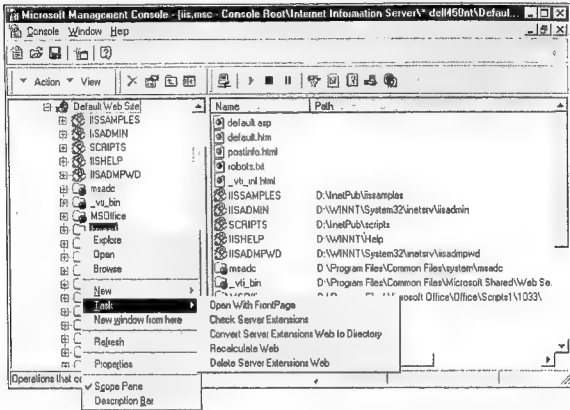 Microsoft Management Console - [iis.msc - Console Root\Internet Information Server\* dell450nt\Defaul...
Console Window Help
Action View
Default Web Site
IISSAMPLES
IISADMIN
SCRIPTS
IISHELP
IISADMPWD
msadc
_vti_bin
MSOffice
Explore
Open
Browse
New
Task
New window from here
Refresh
Properties
Scope Pane
Description Bar
Open With FrontPage
Check Server Extensions
Convert Server Extensions Web to Directory
Recalculate Web
Delete Server Extensions Web
Name Path
default.asp
default.htm
postinfo.html
robots.txt
_vti_inf.html
IISSAMPLES D:\InetPub\iissamples
IISADMIN D:\WINNT\System32\inetsrv\iisadmin
SCRIPTS D:\InetPub\scripts
IISHELP D:\WINNT\Help
IISADMPWD D:\WINNT\System32\inetsrv\iisadmpwd
msadc D:\Program Files\Common Files\system\msadc
_vti_bin D:\Program Files\Common Files\Microsoft Shared\Web Se...
Office\Office\Scripts1\1033\
Operations that